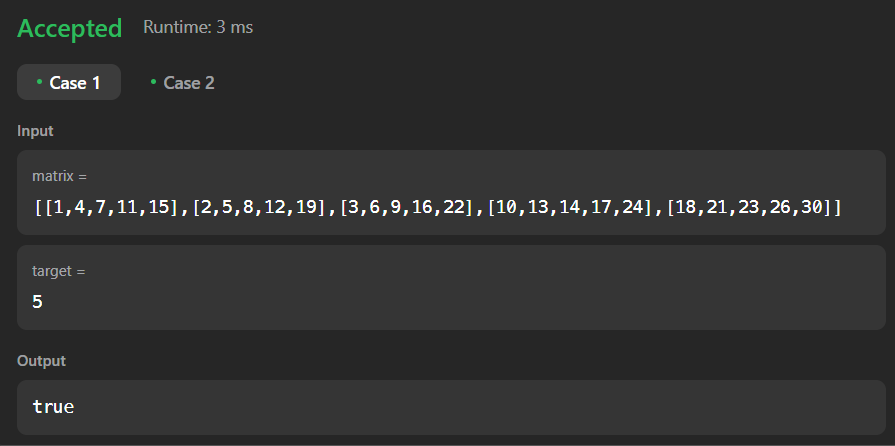 Accepted Runtime: 3 ms
• Case 1 • Case 2
Input
matrix =
[[1,4,7,11,15],[2,5,8,12,19],[3,6,9,16,22],[10,13,14,17,24],[18,21,23,26,30]]
target =
5
Output
true